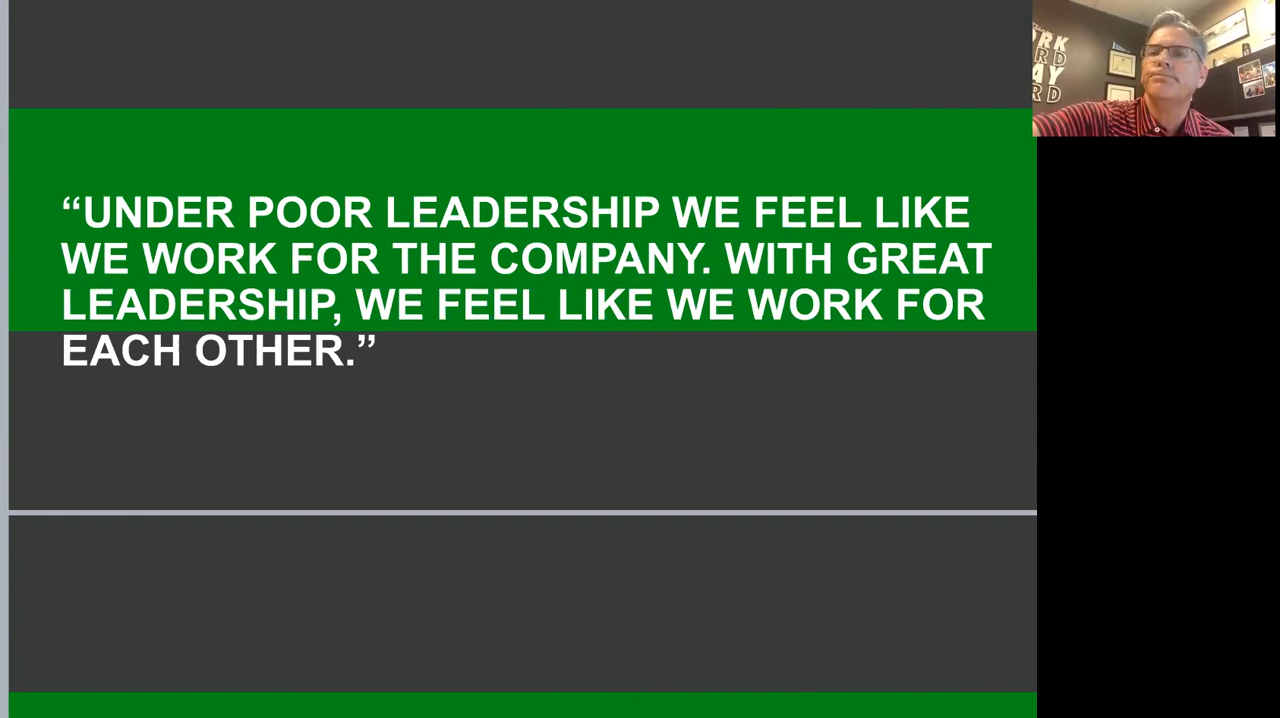 “UNDER POOR LEADERSHIP WE FEEL LIKE
WE WORK FOR THE COMPANY. WITH GREAT
LEADERSHIP, WE FEEL LIKE WE WORK FOR
EACH OTHER.”